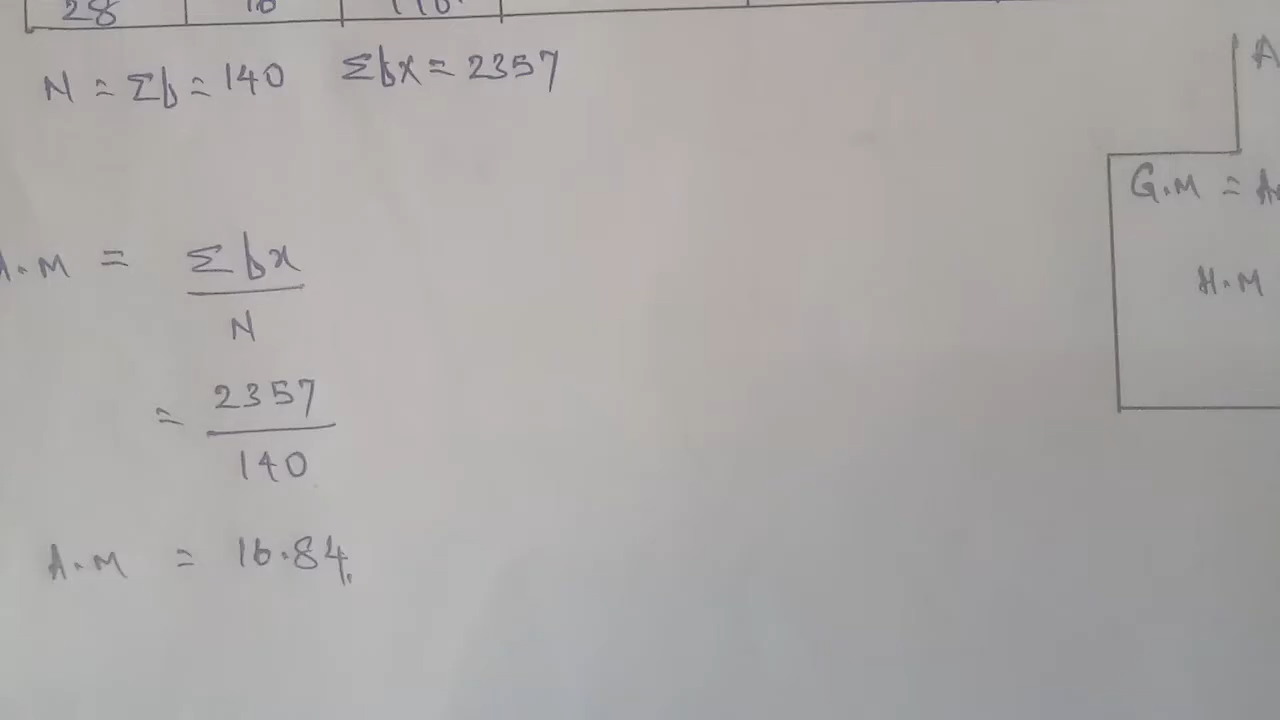 28
N = Σf = 140 Σfx = 2357
A.M = Σfx
N
= 2357
140
A.M = 16.84
G.M =
H.M